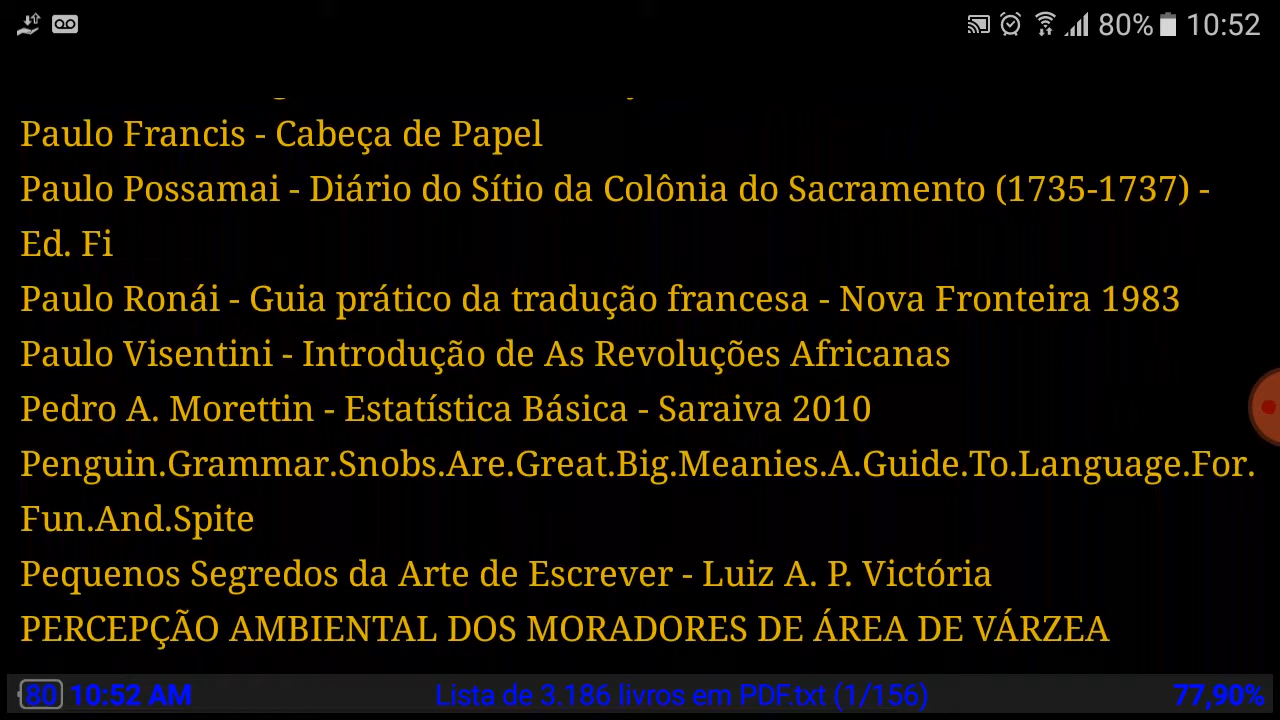 80% 10:52
Paulo Francis - Cabeça de Papel
Paulo Possamai - Diário do Sítio da Colônia do Sacramento (1735-1737) -
Ed. Fi
Paulo Ronái - Guia prático da tradução francesa - Nova Fronteira 1983
Paulo Visentini - Introdução de As Revoluções Africanas
Pedro A. Morettin - Estatística Básica - Saraiva 2010
Penguin.Grammar.Snobs.Are.Great.Big.Meanies.A.Guide.To.Language.For.
Fun.And.Spite
Pequenos Segredos da Arte de Escrever - Luiz A. P. Victória
PERCEPÇÃO AMBIENTAL DOS MORADORES DE ÁREA DE VÁRZEA
80 10:52 AM Lista de 3.186 livros em PDF.txt (1/156) 77,90%